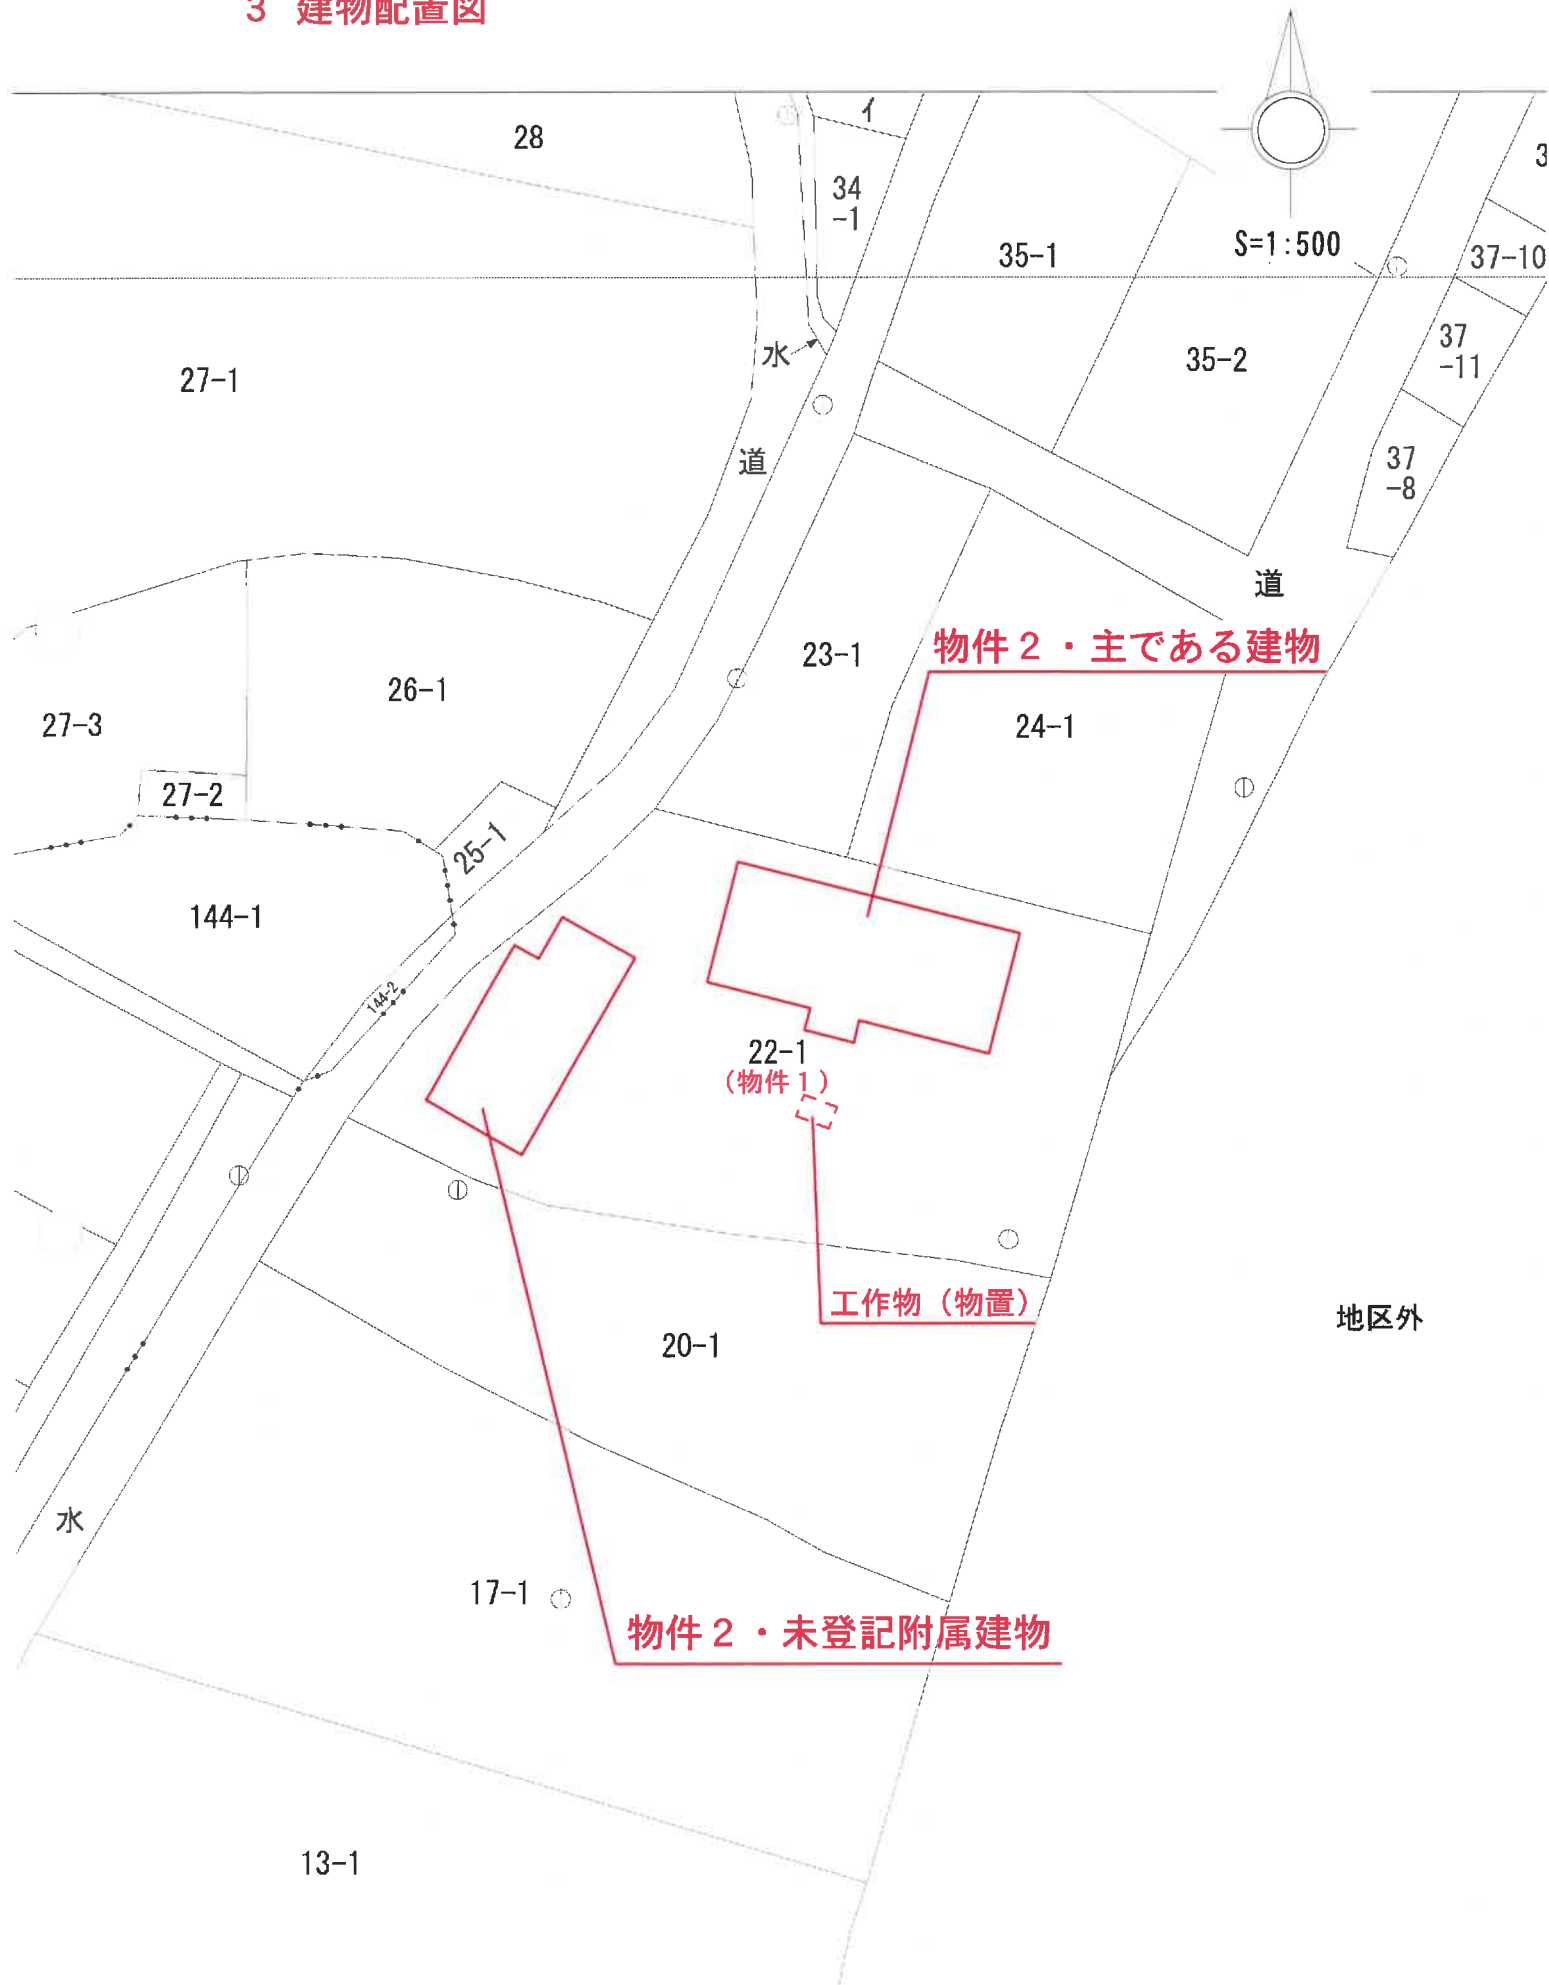 3 建物配置図
28
イ
34
-1
35-1
S=1:500
3
37-10
37
-11
水
35-2
27-1
道
37
-8
道
23-1
物件2・主である建物
26-1
27-3
24-1
27-2
25-1
144-1
144-2
22-1
(物件1)
工作物(物置)
地区外
20-1
水
17-1
物件2・未登記附属建物
13-1